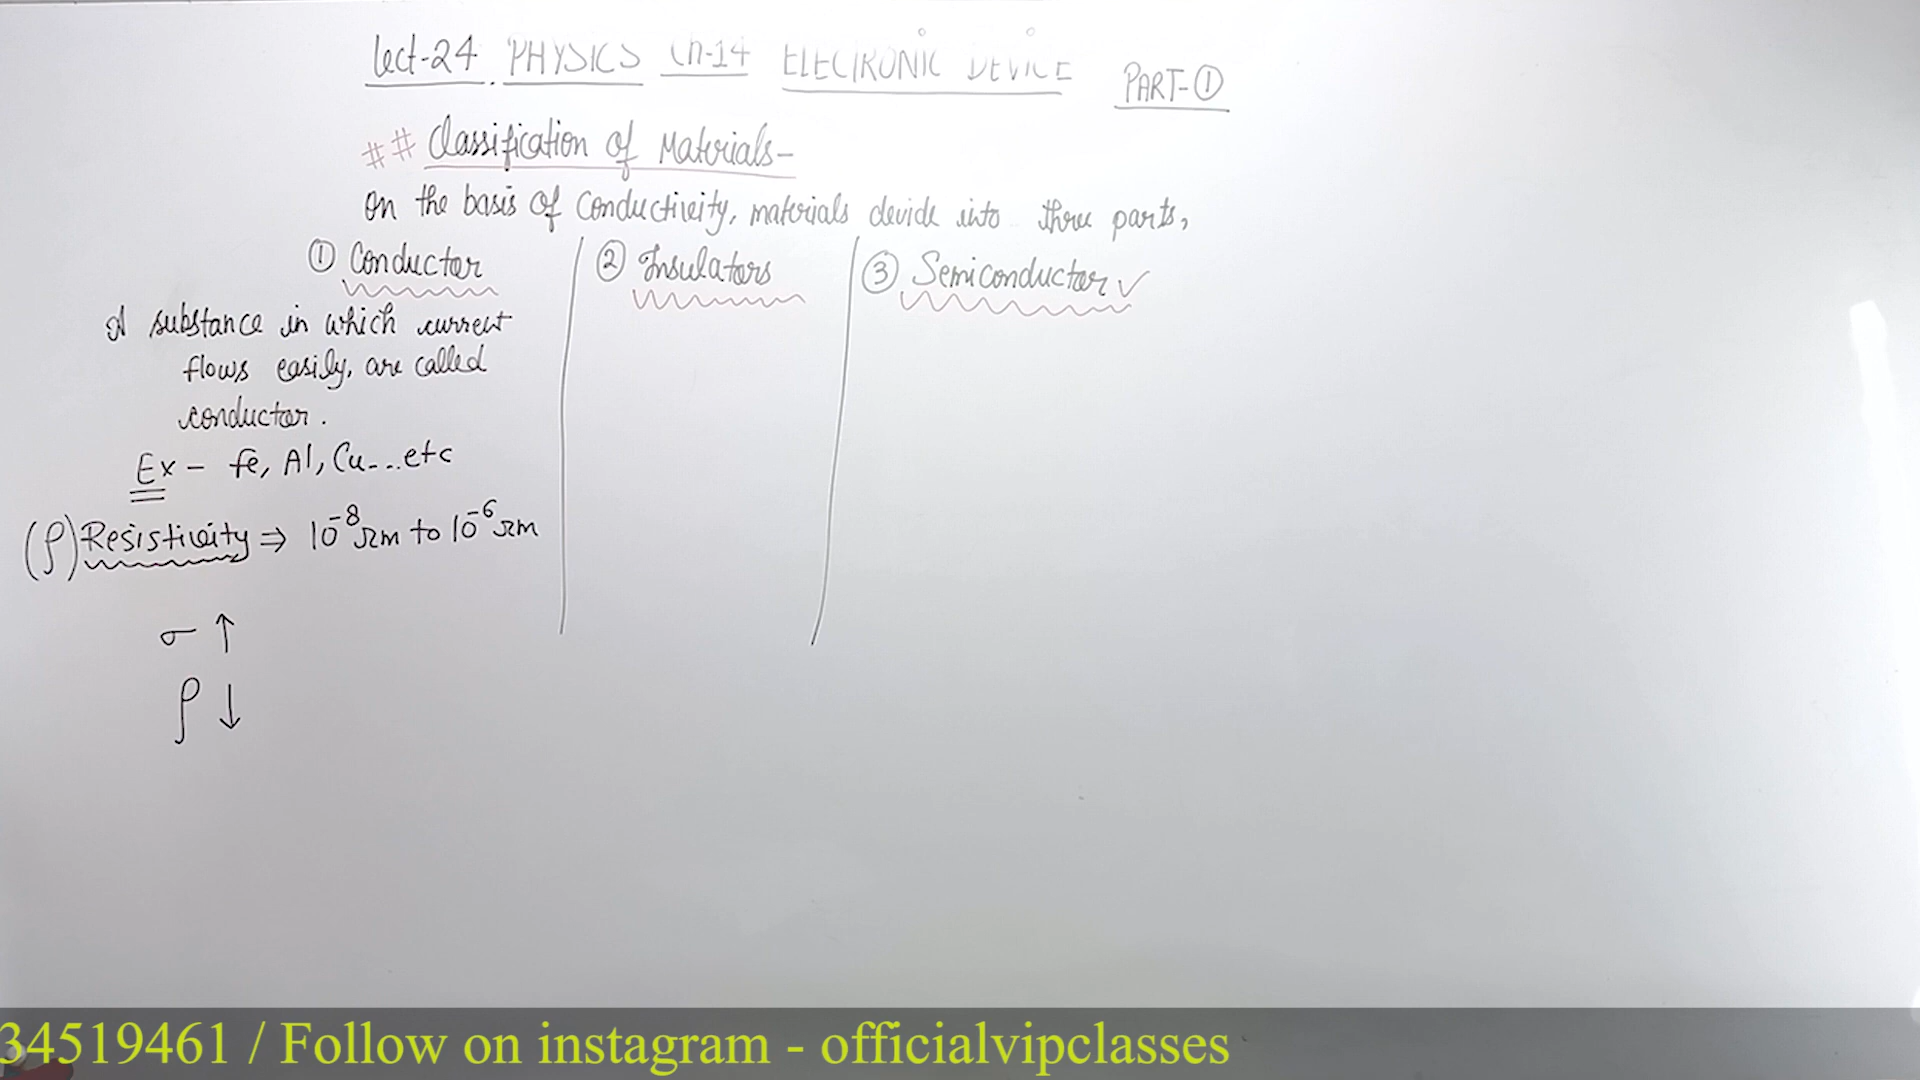 Lect-24 PHYSICS Ch-14 ELECTRONIC DEVICE PART-①
## Classification of Materials-
On the basis of Conductivity, materials devide into three parts,
① Conductor
② Insulators
③ Semiconductor ✓
A substance in which current
flows easily, are called
conductor.
Ex - Fe, Al, Cu---etc
(ρ) Resistivity ⇒ 10⁻⁸ Ωm to 10⁻⁶ Ωm
σ ↑
ρ ↓
34519461 / Follow on instagram - officialvipclasses